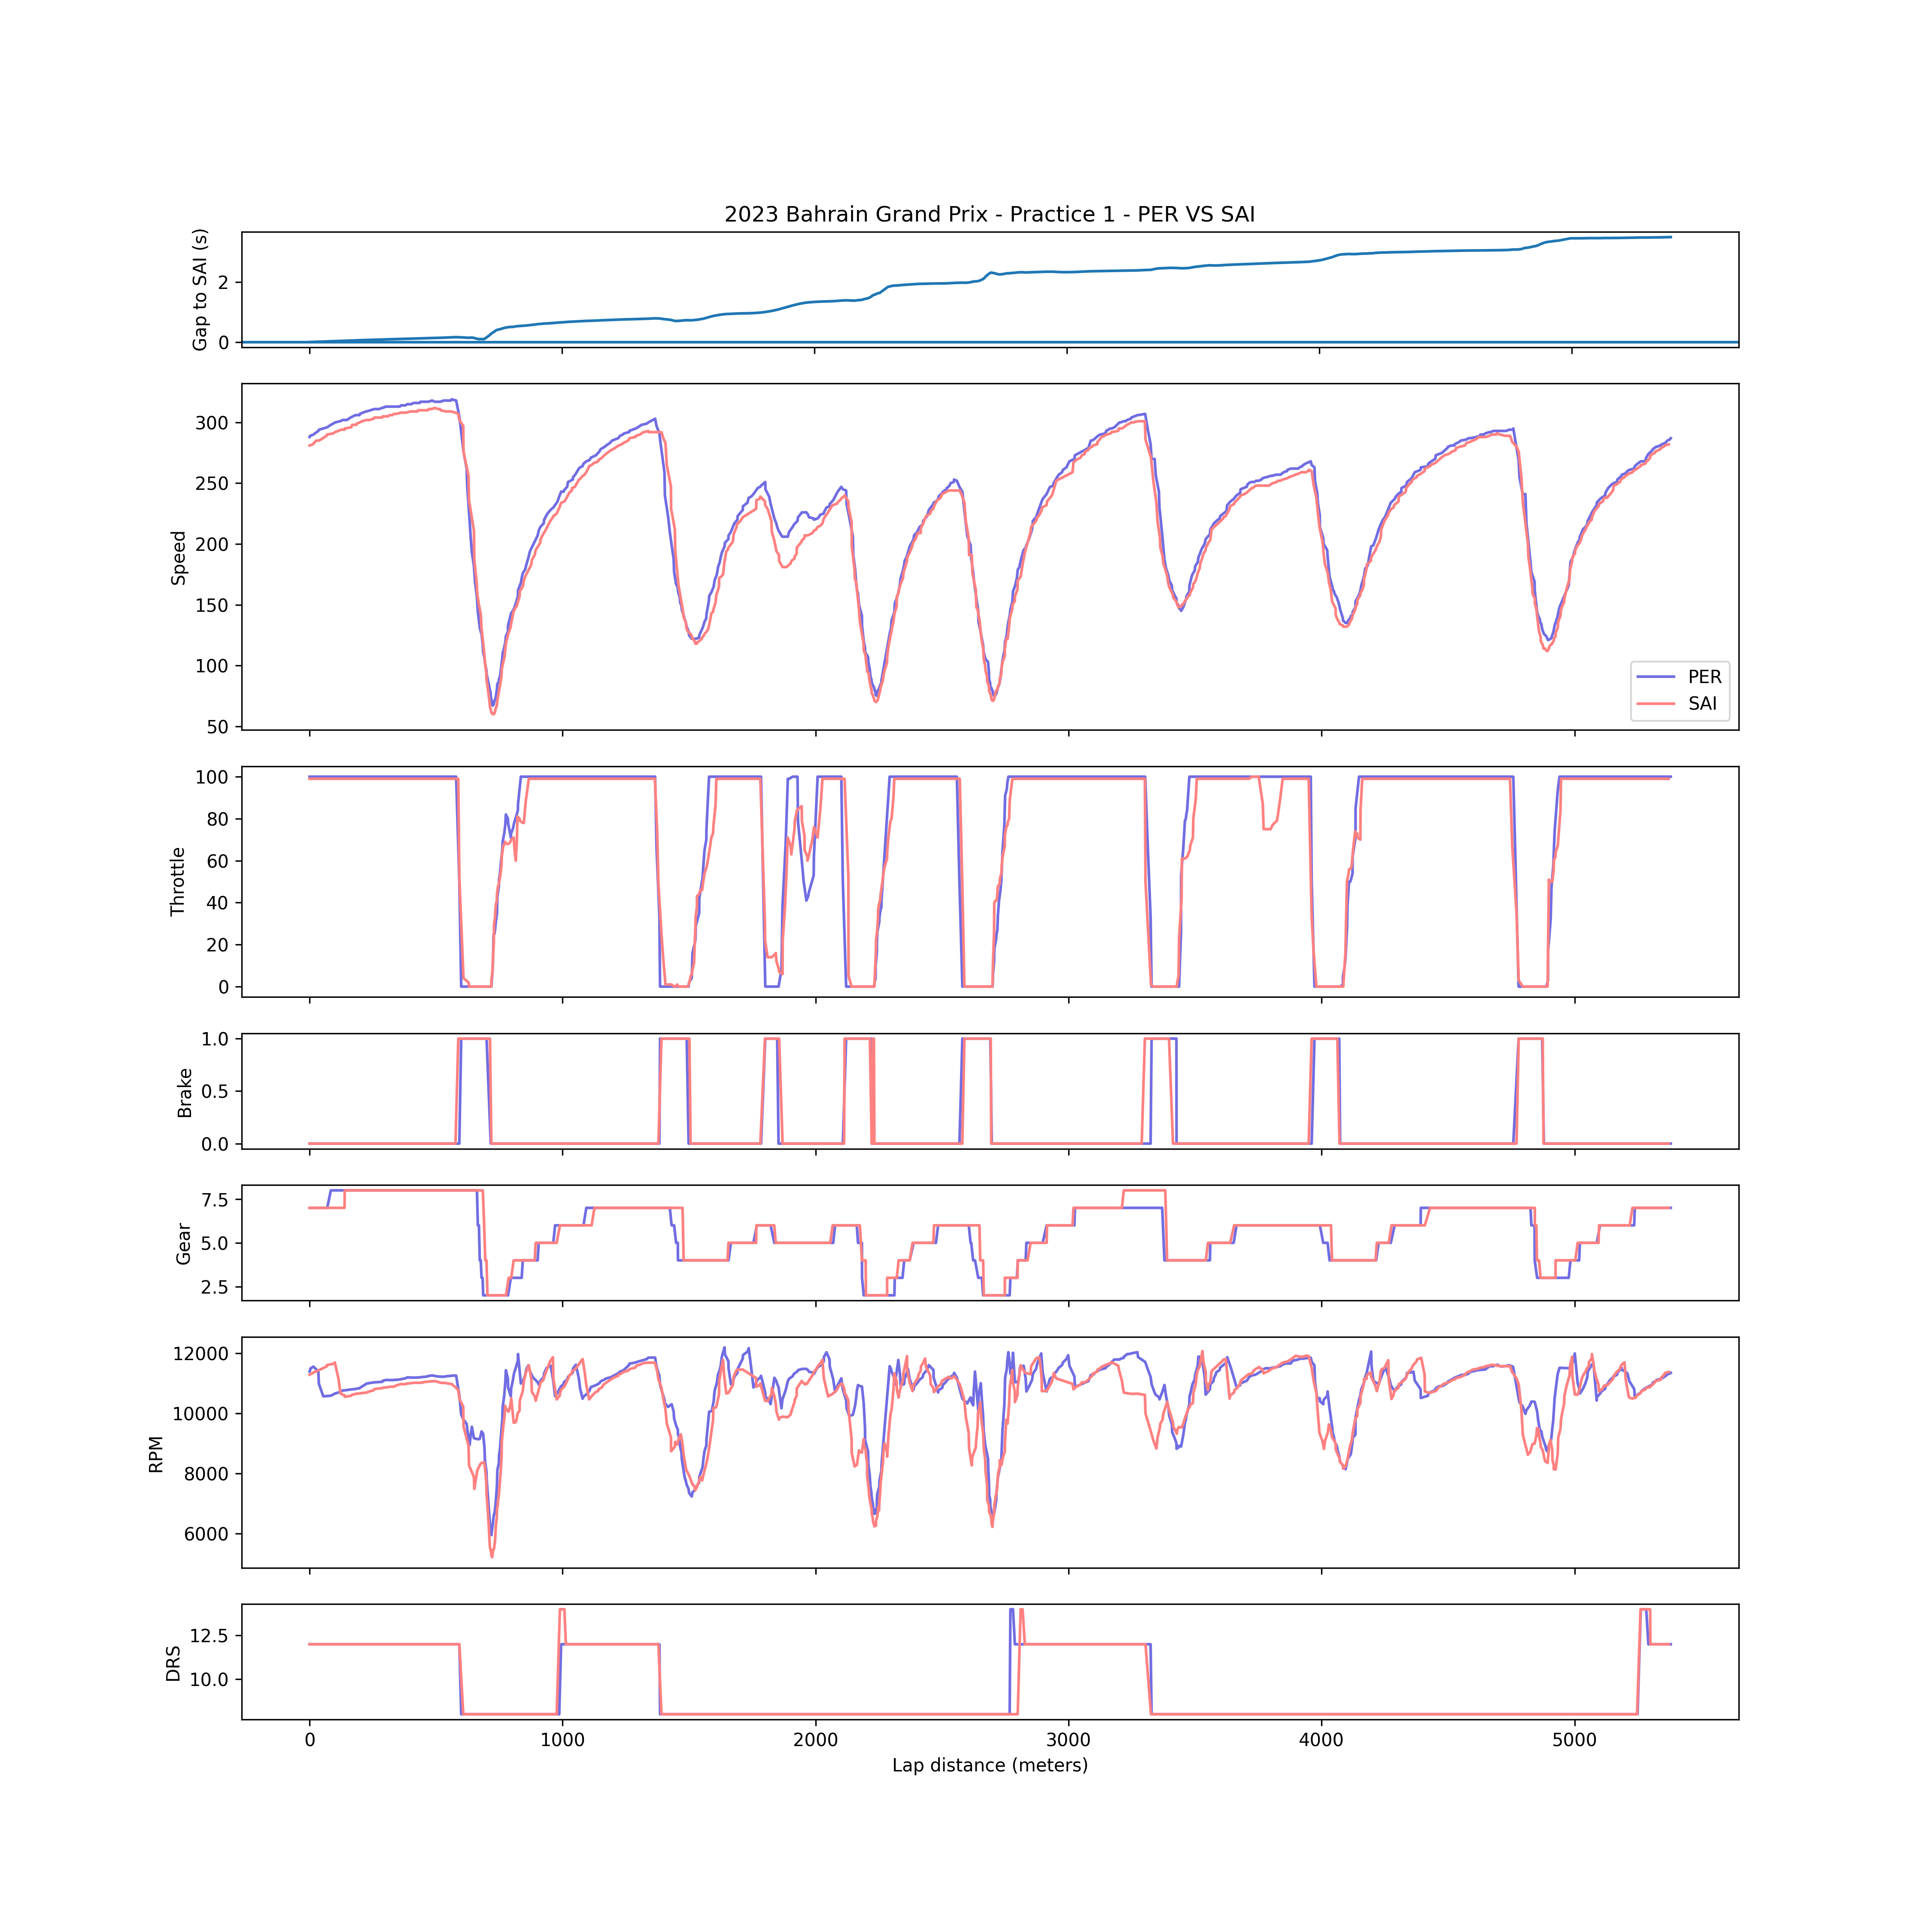 2023 Bahrain Grand Prix - Practice 1 - PER VS SAI
Gap to SAI (s)
2
0
Speed
300
250
200
150
100
50
PER
SAI
Throttle
100
80
60
40
20
0
Brake
1.0
0.5
0.0
Gear
7.5
5.0
2.5
RPM
12000
10000
8000
6000
DRS
12.5
10.0
0 1000 2000 3000 4000 5000
Lap distance (meters)